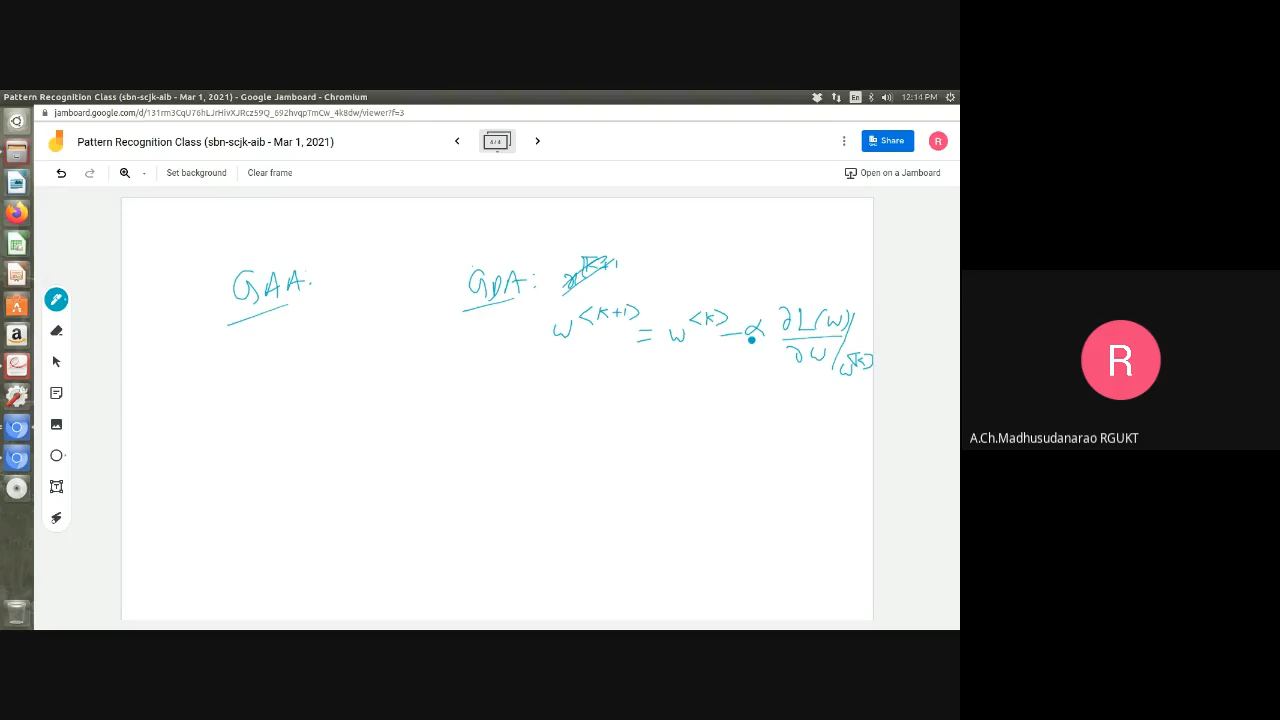 Pattern Recognition Class (sbn-scjk-aib - Mar 1, 2021) - Google Jamboard - Chromium
En
12:14 PM
jamboard.google.com/d/131rm3CqU76hLJrHivXJRcz59Q_692hvqpTmCw_4k8dw/viewer?f=3
Pattern Recognition Class (sbn-scjk-aib - Mar 1, 2021)
4/4
Share
R
Set background
Clear frame
Open on a Jamboard
GAA:
GDA:
w^<k+1> = w^<k> - α ∂L(w)/∂w / w^<k>
R
A.Ch.Madhusudanarao RGUKT